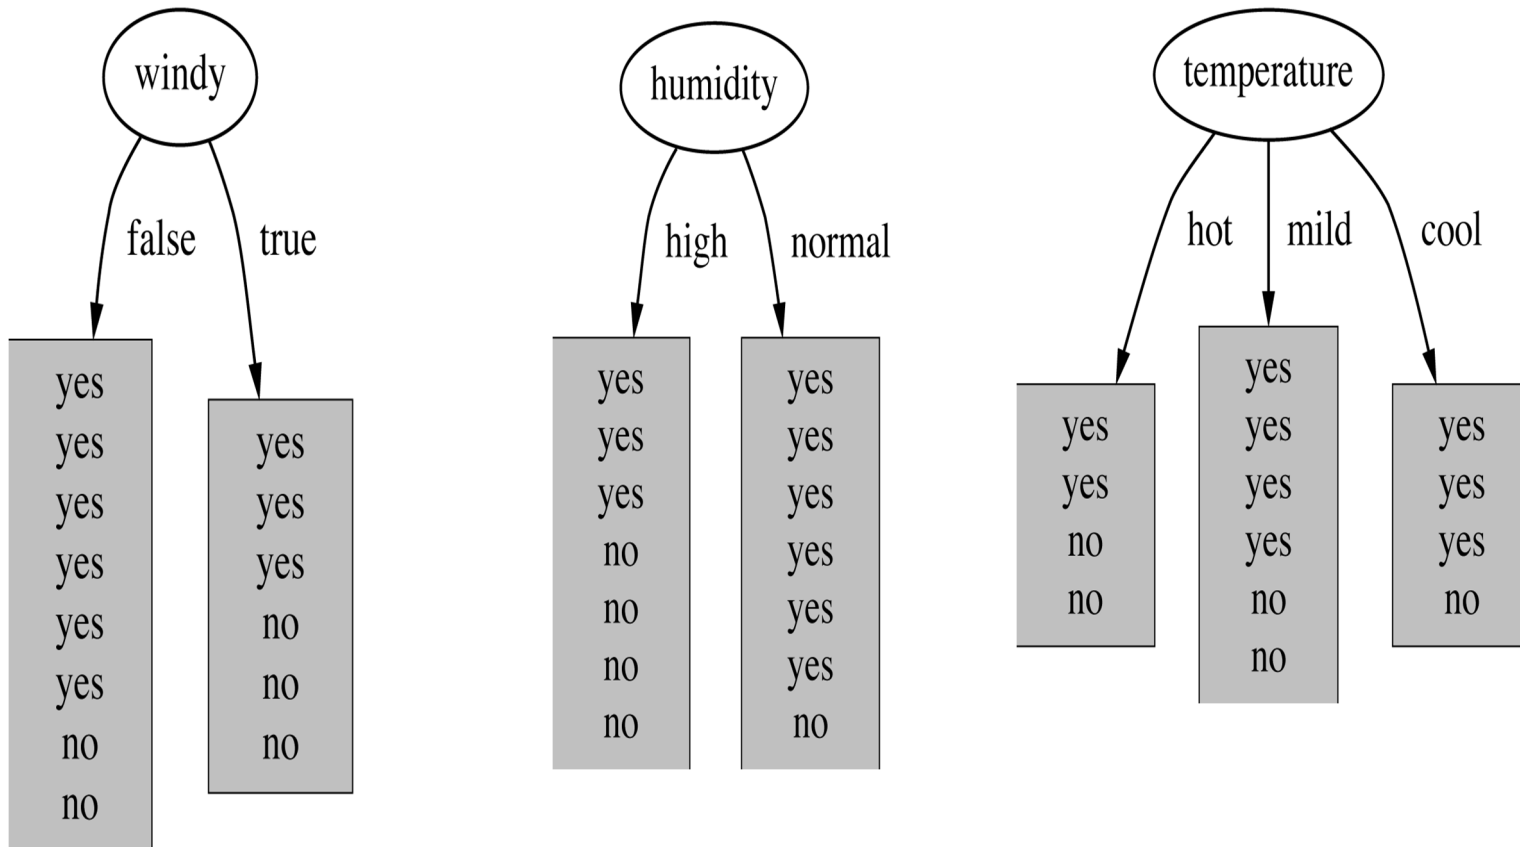 windy
false
true
yes
yes
yes
yes
yes
yes
no
no
yes
yes
yes
no
no
no
humidity
high
normal
yes
yes
yes
no
no
no
no
yes
yes
yes
yes
yes
yes
no
temperature
hot
mild
cool
yes
yes
no
no
yes
yes
yes
yes
no
no
yes
yes
yes
no